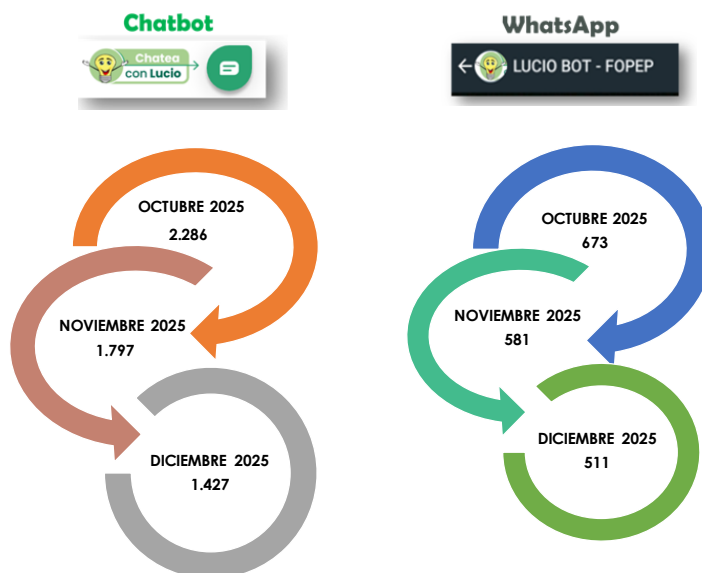 Chatbot
Chatea
con Lucio
OCTUBRE 2025
2.286
NOVIEMBRE 2025
1.797
DICIEMBRE 2025
1.427
WhatsApp
LUCIO BOT - FOPEP
OCTUBRE 2025
673
NOVIEMBRE 2025
581
DICIEMBRE 2025
511